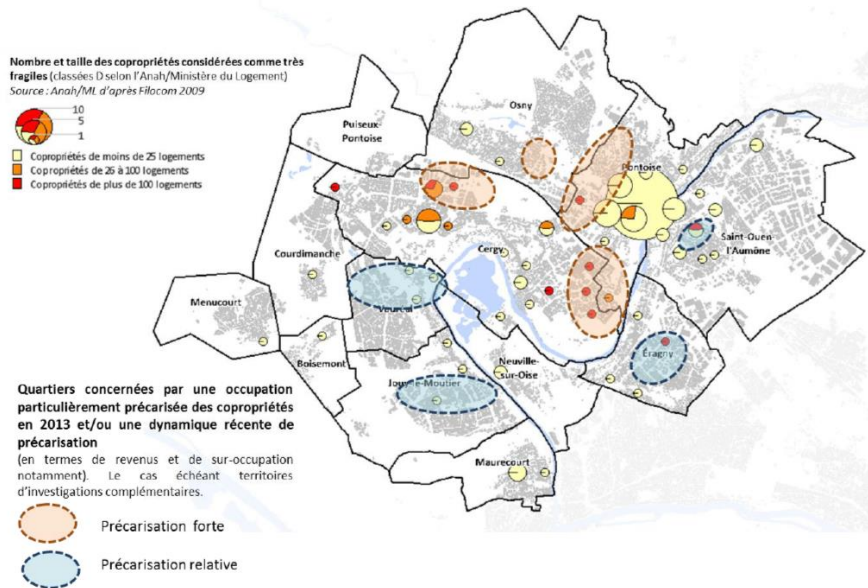 Nombre et taille des copropriétés considérées comme très
fragiles (classées D selon l'Anah/Ministère du Logement)
Source : Anah/ML d'après Filocom 2009
10
5
1
Copropriétés de moins de 25 logements
Copropriétés de 26 à 100 logements
Copropriétés de plus de 100 logements
Osny
Puiseux-
Pontoise
Pontoise
Saint-Ouen
l'Aumône
Cergy
Courdimanche
Menucourt
Boisemont
Neuville-
sur-Oise
Éragny
Jouy-le-Moutier
Maurecourt
Quartiers concernées par une occupation
particulièrement précarisée des copropriétés
en 2013 et/ou une dynamique récente de
précarisation
(en termes de revenus et de sur-occupation
notamment). Le cas échéant territoires
d'investigations complémentaires.
Précarisation forte
Précarisation relative